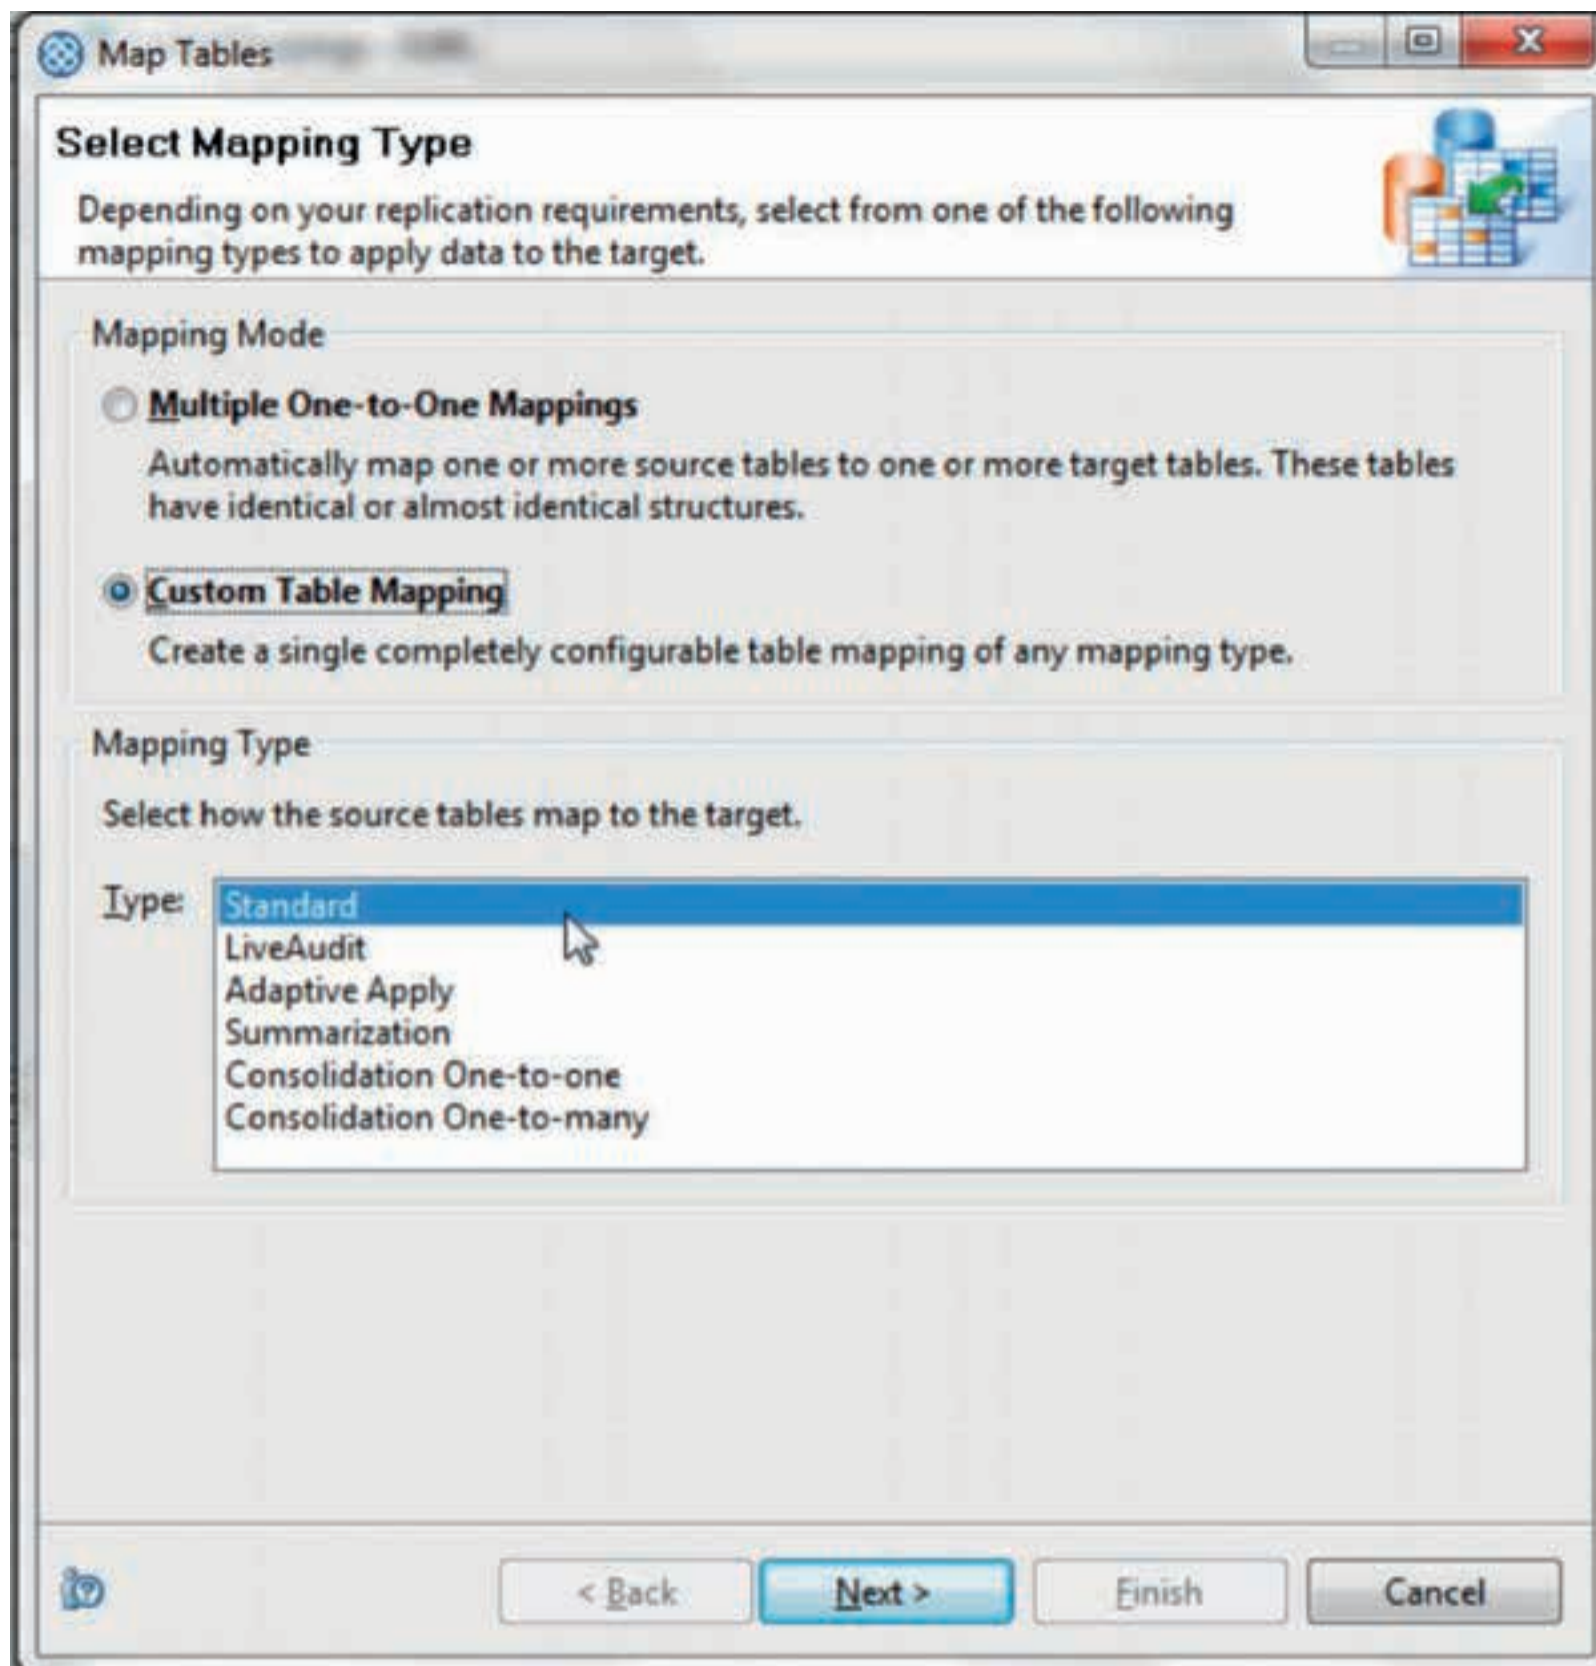 Map Tables
Select Mapping Type
Depending on your replication requirements, select from one of the following
mapping types to apply data to the target.
Mapping Mode
Multiple One-to-One Mappings
Automatically map one or more source tables to one or more target tables. These tables
have identical or almost identical structures.
Custom Table Mapping
Create a single completely configurable table mapping of any mapping type.
Mapping Type
Select how the source tables map to the target.
Type: Standard
LiveAudit
Adaptive Apply
Summarization
Consolidation One-to-one
Consolidation One-to-many
< Back Next > Finish Cancel